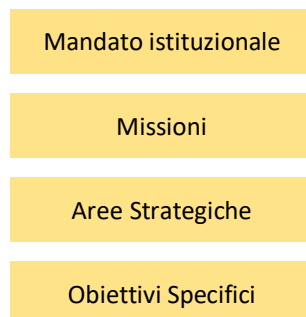 Mandato istituzionale
Missioni
Aree Strategiche
Obiettivi Specifici